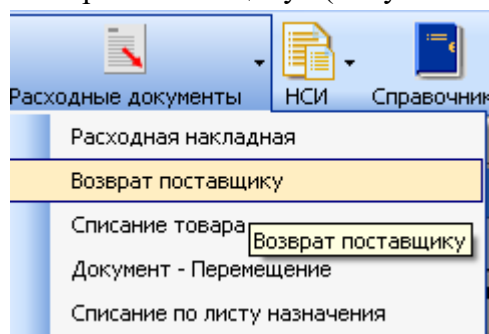 Расходные документы НСИ Справочник
Расходная накладная
Возврат поставщику
Списание товара
Возврат поставщику
Документ - Перемещение
Списание по листу назначения